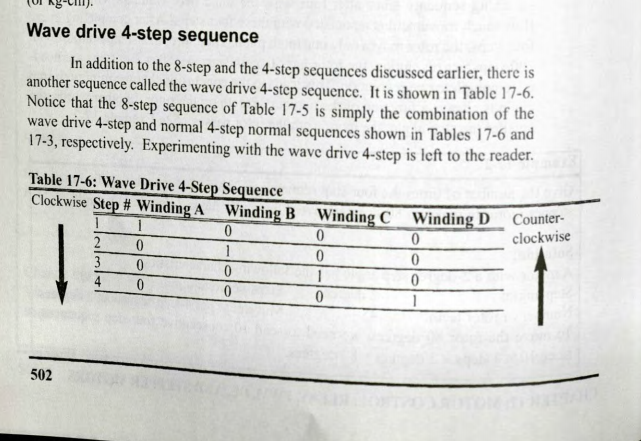 (or kg-cm).
Wave drive 4-step sequence
In addition to the 8-step and the 4-step sequences discussed earlier, there is
another sequence called the wave drive 4-step sequence. It is shown in Table 17-6.
Notice that the 8-step sequence of Table 17-5 is simply the combination of the
wave drive 4-step and normal 4-step normal sequences shown in Tables 17-6 and
17-3, respectively. Experimenting with the wave drive 4-step is left to the reader.
Table 17-6: Wave Drive 4-Step Sequence
Clockwise Step # Winding A Winding B Winding C Winding D Counter-
clockwise
1 1 0 0 0
2 0 1 0 0
3 0 0 1 0
4 0 0 0 1
502